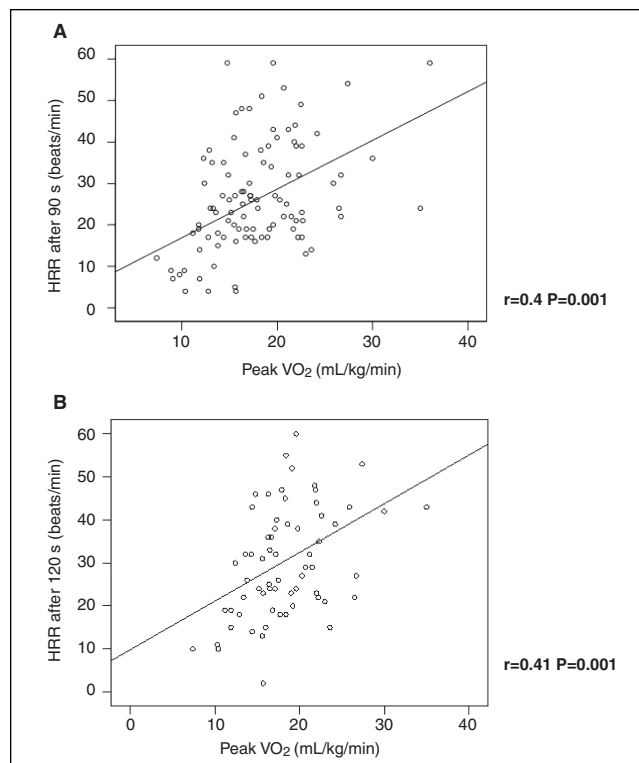 A
60
50
40
30
20
10
0
HRR after 90 s (beats/min)
10 20 30 40
Peak VO₂ (mL/kg/min)
r=0.4 P=0.001
B
60
50
40
30
20
10
0
HRR after 120 s (beats/min)
0 10 20 30 40
Peak VO₂ (mL/kg/min)
r=0.41 P=0.001